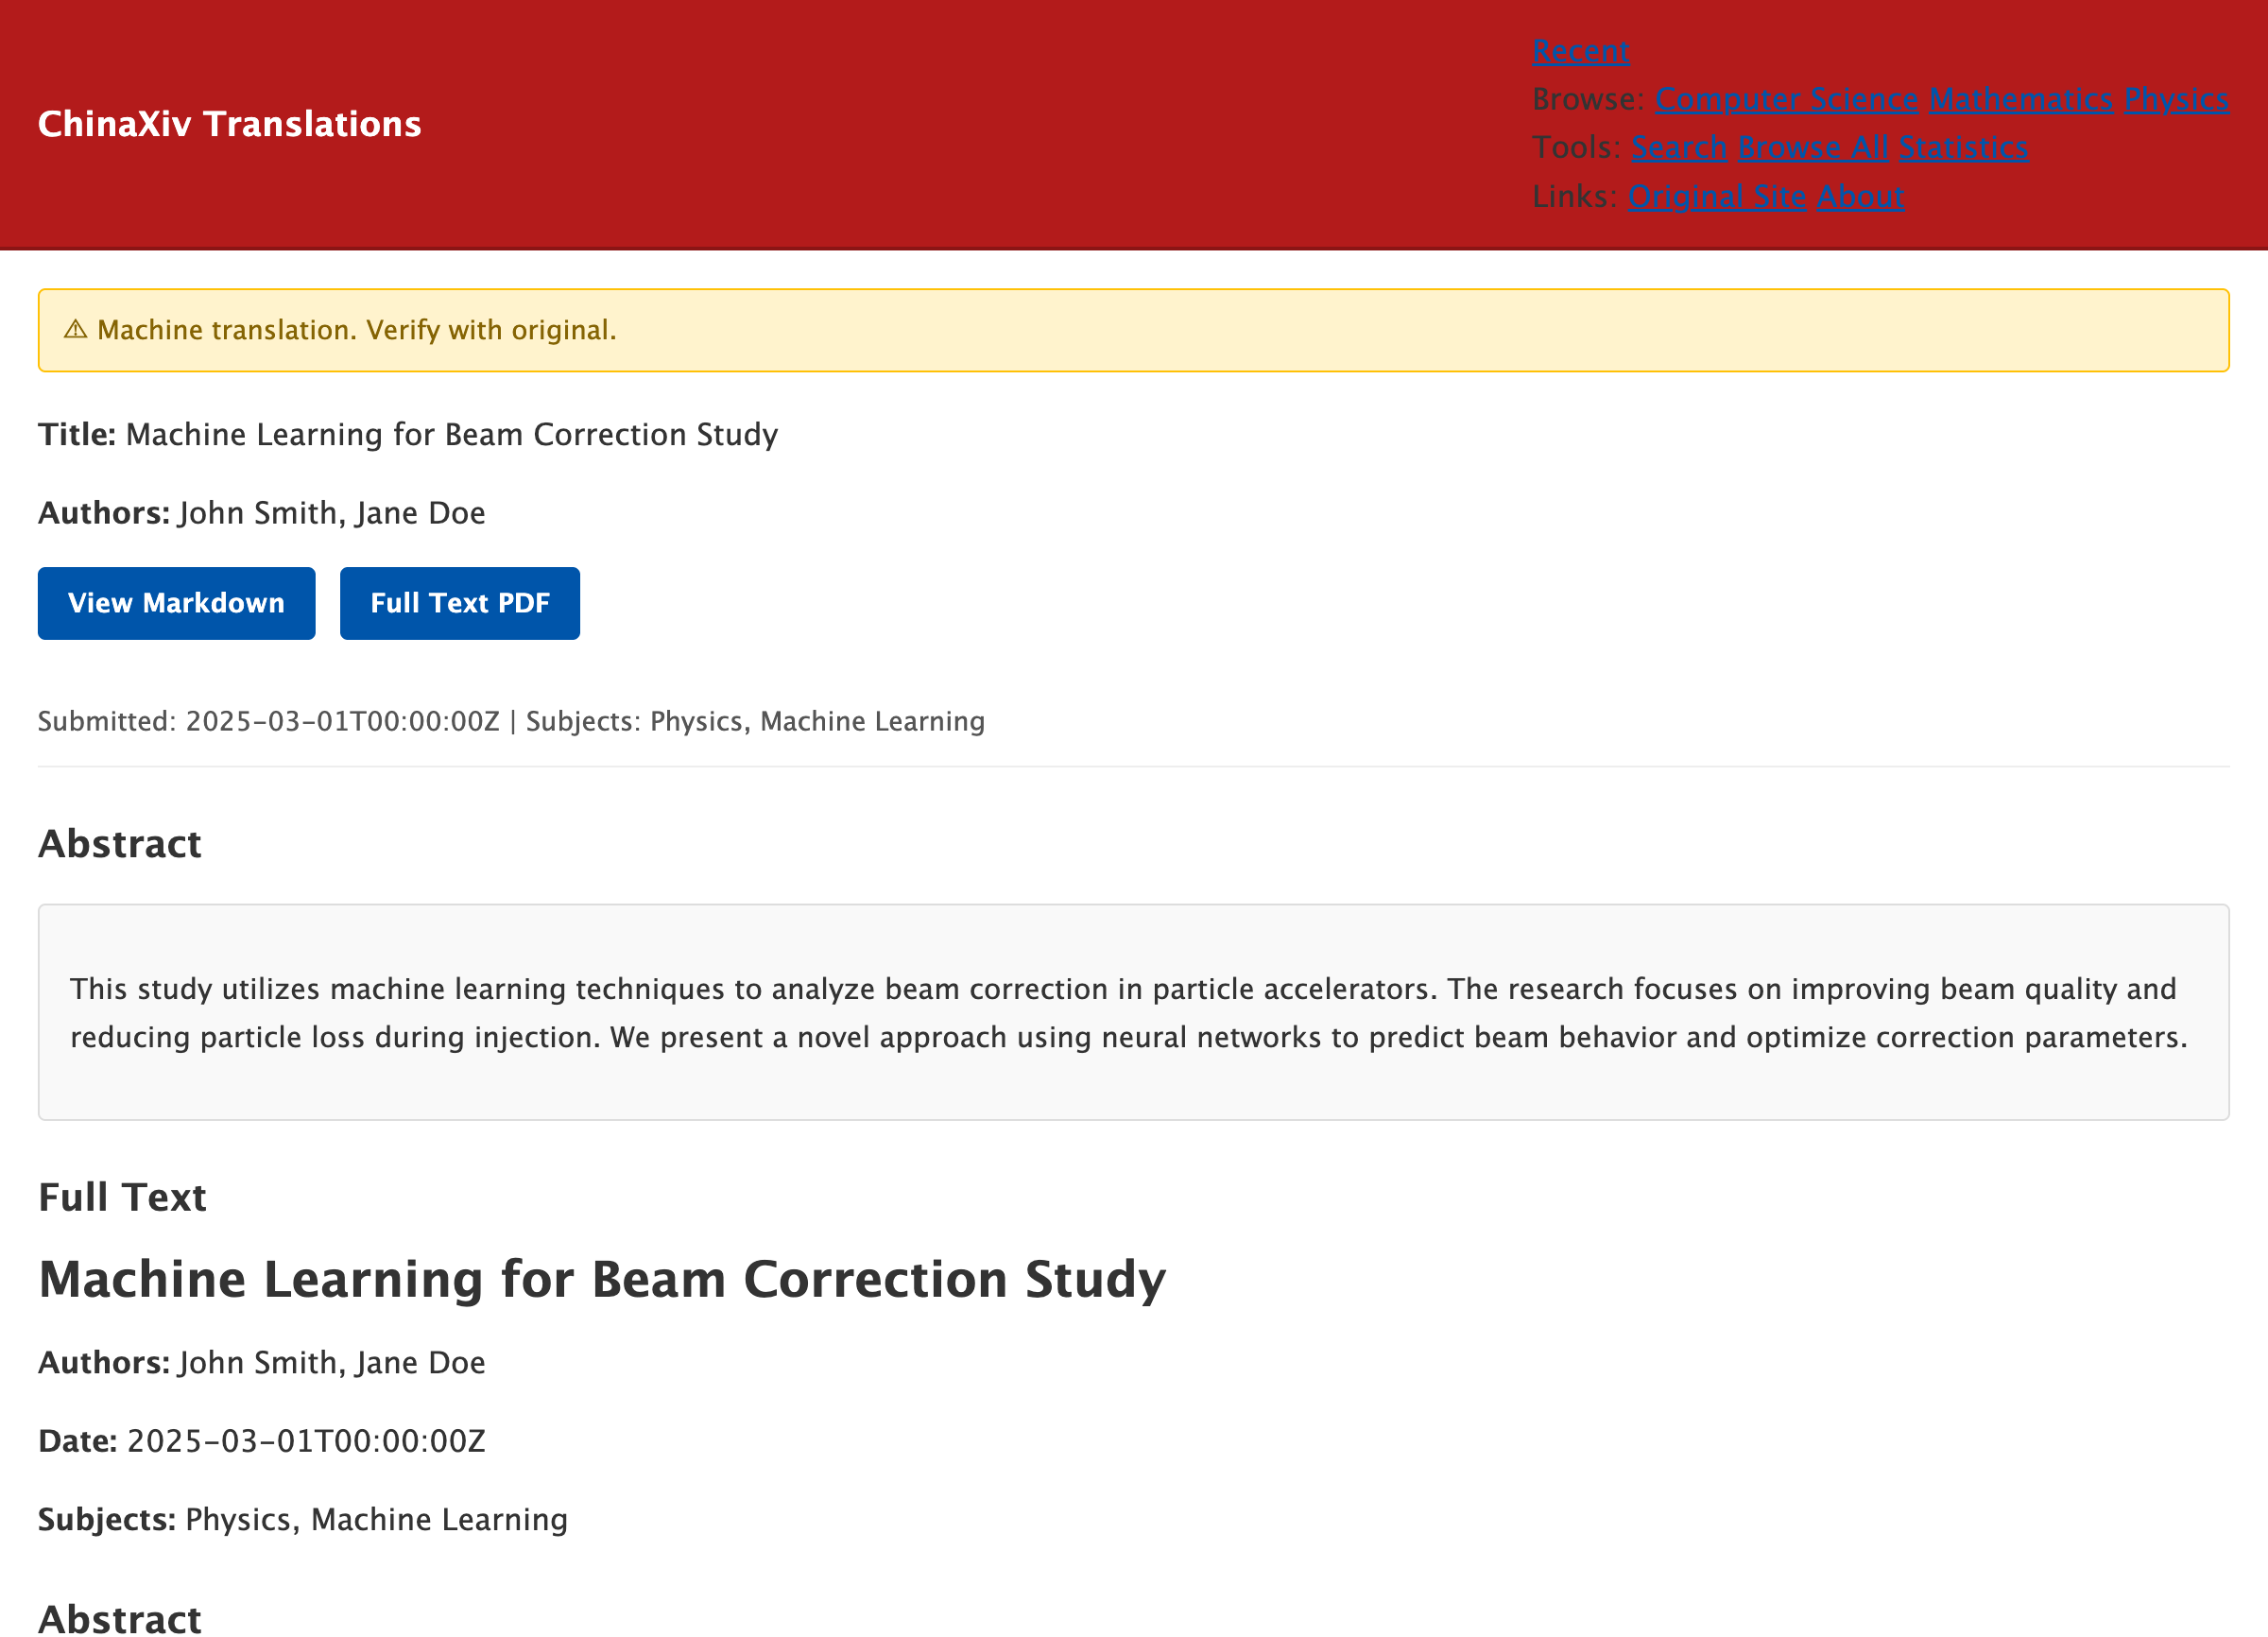 ChinaXiv Translations
Recent
Browse: Computer Science Mathematics Physics
Tools: Search Browse All Statistics
Links: Original Site About
⚠ Machine translation. Verify with original.
Title: Machine Learning for Beam Correction Study
Authors: John Smith, Jane Doe
View Markdown Full Text PDF
Submitted: 2025-03-01T00:00:00Z | Subjects: Physics, Machine Learning
Abstract
This study utilizes machine learning techniques to analyze beam correction in particle accelerators. The research focuses on improving beam quality and
reducing particle loss during injection. We present a novel approach using neural networks to predict beam behavior and optimize correction parameters.
Full Text
Machine Learning for Beam Correction Study
Authors: John Smith, Jane Doe
Date: 2025-03-01T00:00:00Z
Subjects: Physics, Machine Learning
Abstract